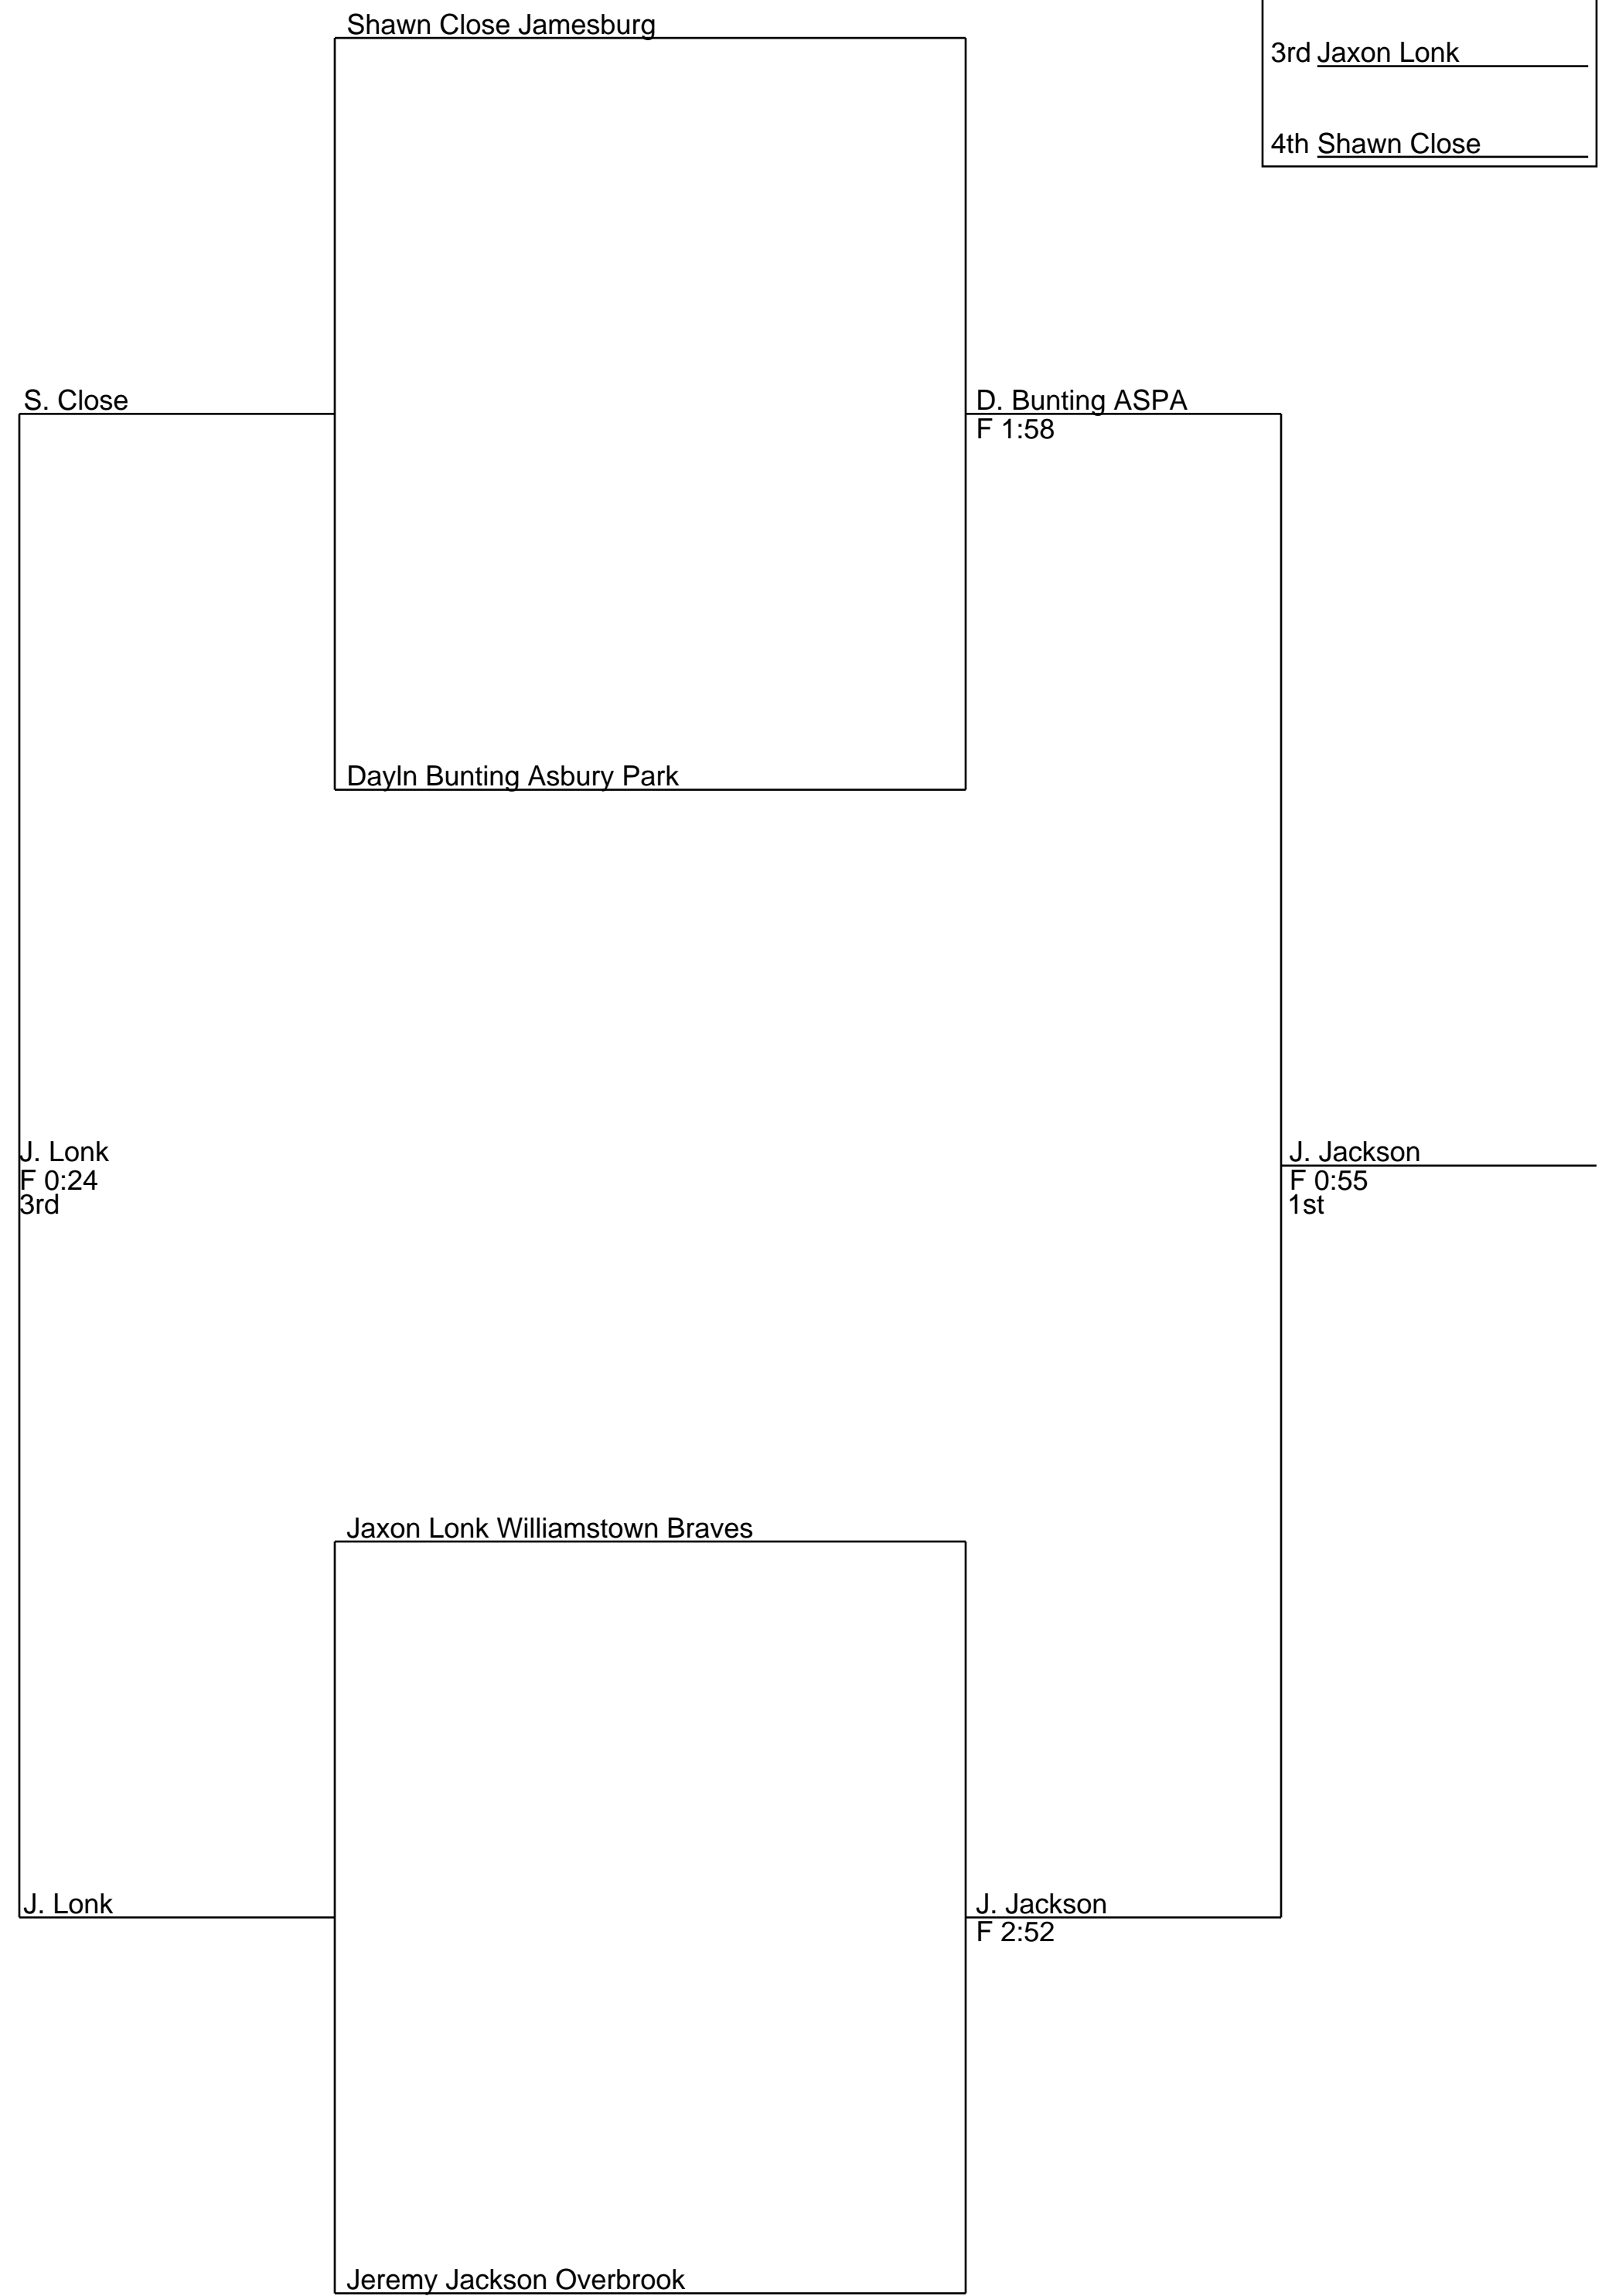 Shawn Close Jamesburg
3rd Jaxon Lonk
4th Shawn Close
S. Close
D. Bunting ASPA
F 1:58
Dayln Bunting Asbury Park
J. Lonk
F 0:24
3rd
J. Jackson
F 0:55
1st
Jaxon Lonk Williamstown Braves
J. Lonk
J. Jackson
F 2:52
Jeremy Jackson Overbrook